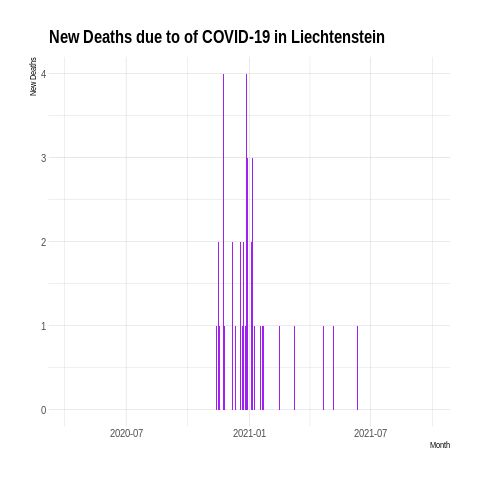 New Deaths due to of COVID-19 in Liechtenstein
New Deaths
4
3
2
1
0
2020-07 2021-01 2021-07
Month